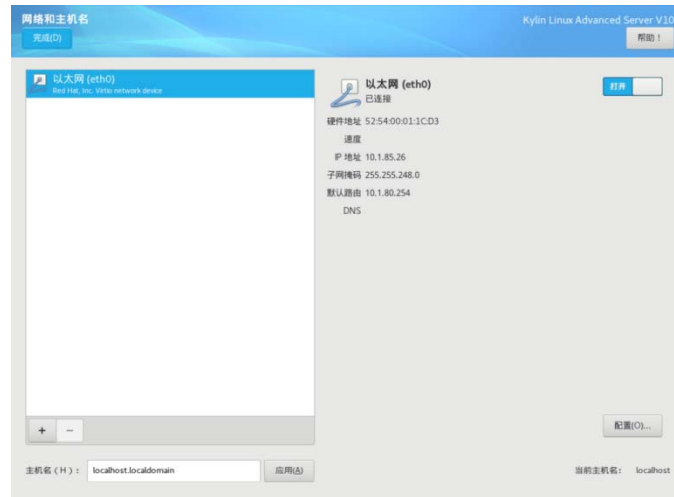 网络和主机名
Kylin Linux Advanced Server V10
完成(D)
帮助！
以太网 (eth0)
Red Hat, Inc. Virtio network device
以太网 (eth0)
已连接
打开
硬件地址 52:54:00:01:1C:D3
速度
IP 地址 10.1.85.26
子网掩码 255.255.248.0
默认路由 10.1.80.254
DNS
+ −
配置(O)...
主机名（H）： localhost.localdomain 应用(A)
当前主机名： localhost